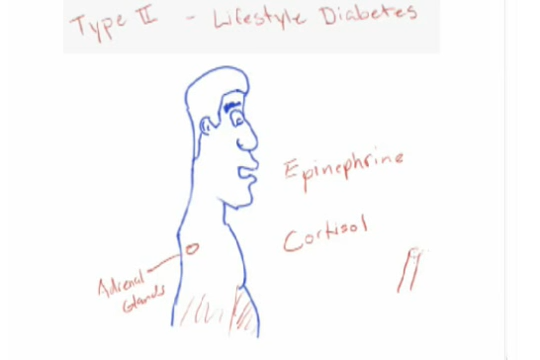 Type II - Lifestyle Diabetes
Epinephrine
Cortisol
Adrenal
Glands